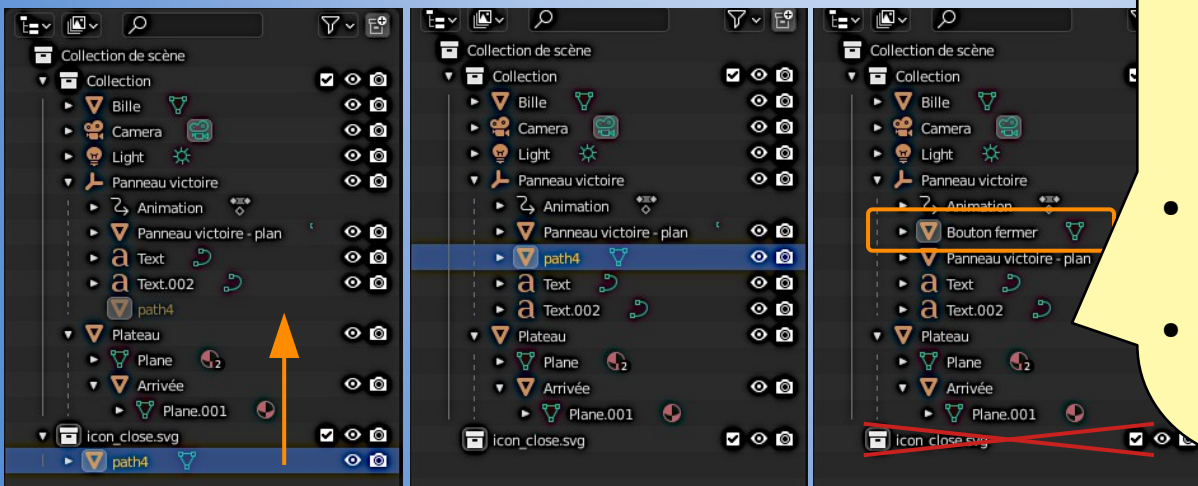 Collection de scène
Collection
Bille
Camera
Light
Panneau victoire
Animation
Panneau victoire - plan
Text
Text.002
path4
Plateau
Plane 2
Arrivée
Plane.001
icon_close.svg
path4
Collection de scène
Collection
Bille
Camera
Light
Panneau victoire
Animation
Panneau victoire - plan
path4
Text
Text.002
Plateau
Plane 2
Arrivée
Plane.001
icon_close.svg
Collection de scène
Collection
Bille
Camera
Light
Panneau victoire
Animation
Bouton fermer
Panneau victoire - plan
Text
Text.002
Plateau
Plane 2
Arrivée
Plane.001
icon_close.svg